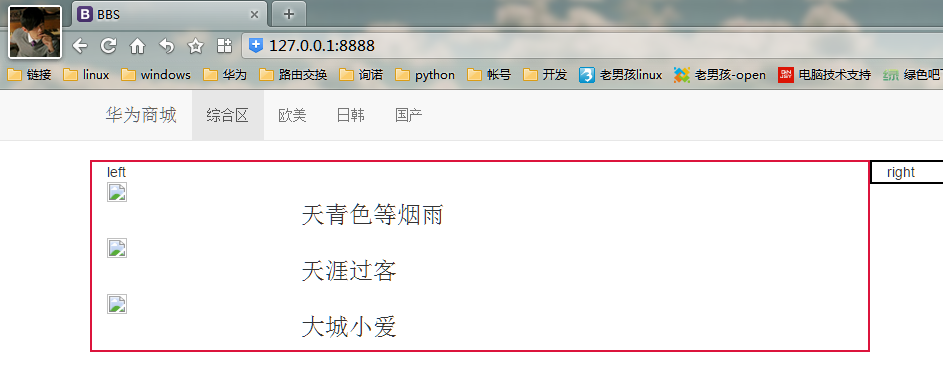 BBS
127.0.0.1:8888
链接 linux windows 华为 路由交换 询诺 python 帐号 开发 老男孩linux 老男孩-open 电脑技术支持 绿色吧
华为商城 综合区 欧美 日韩 国产
left right
天青色等烟雨
天涯过客
大城小爱